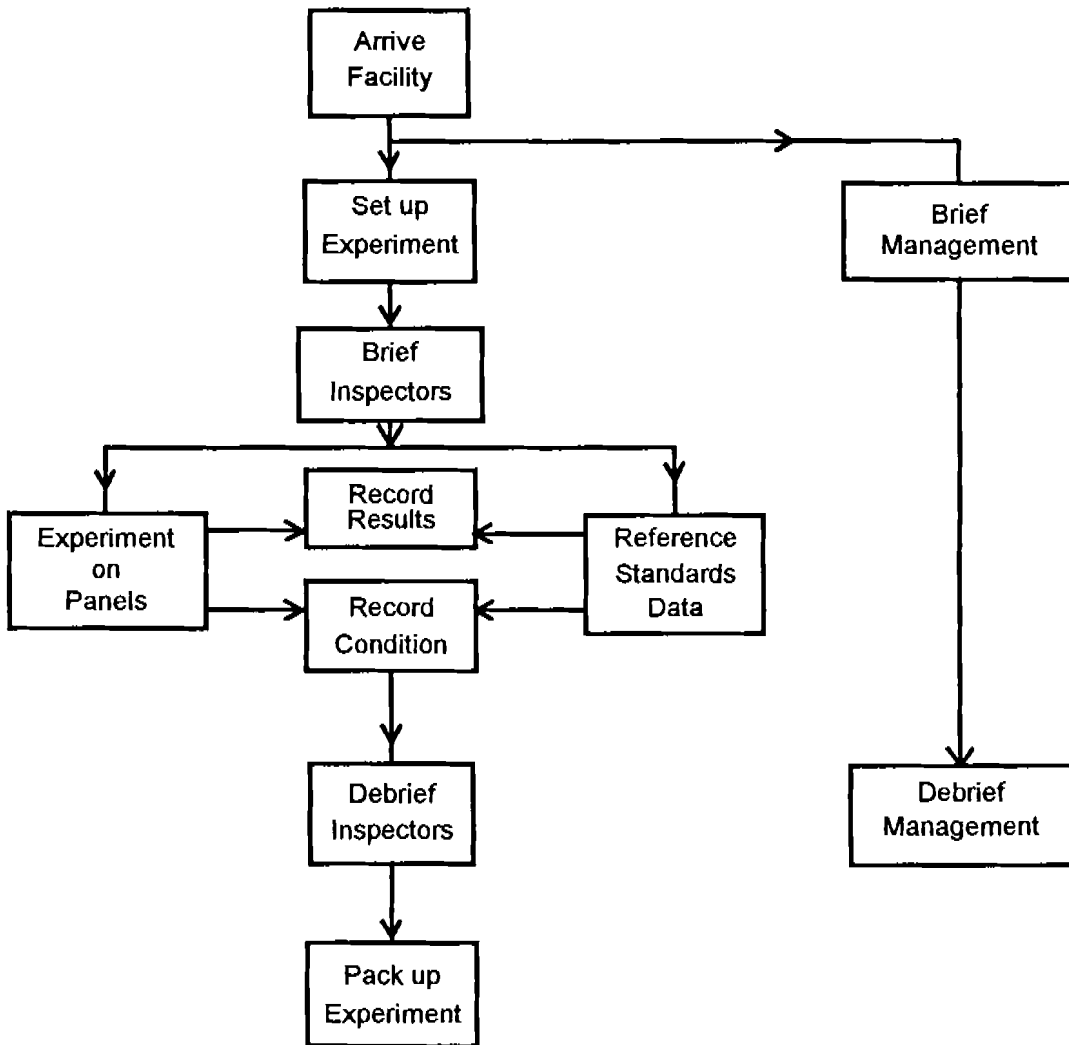 Arrive
Facility
Set up
Experiment
Brief
Management
Brief
Inspectors
Record
Results
Experiment
on
Panels
Reference
Standards
Data
Record
Condition
Debrief
Inspectors
Debrief
Management
Pack up
Experiment